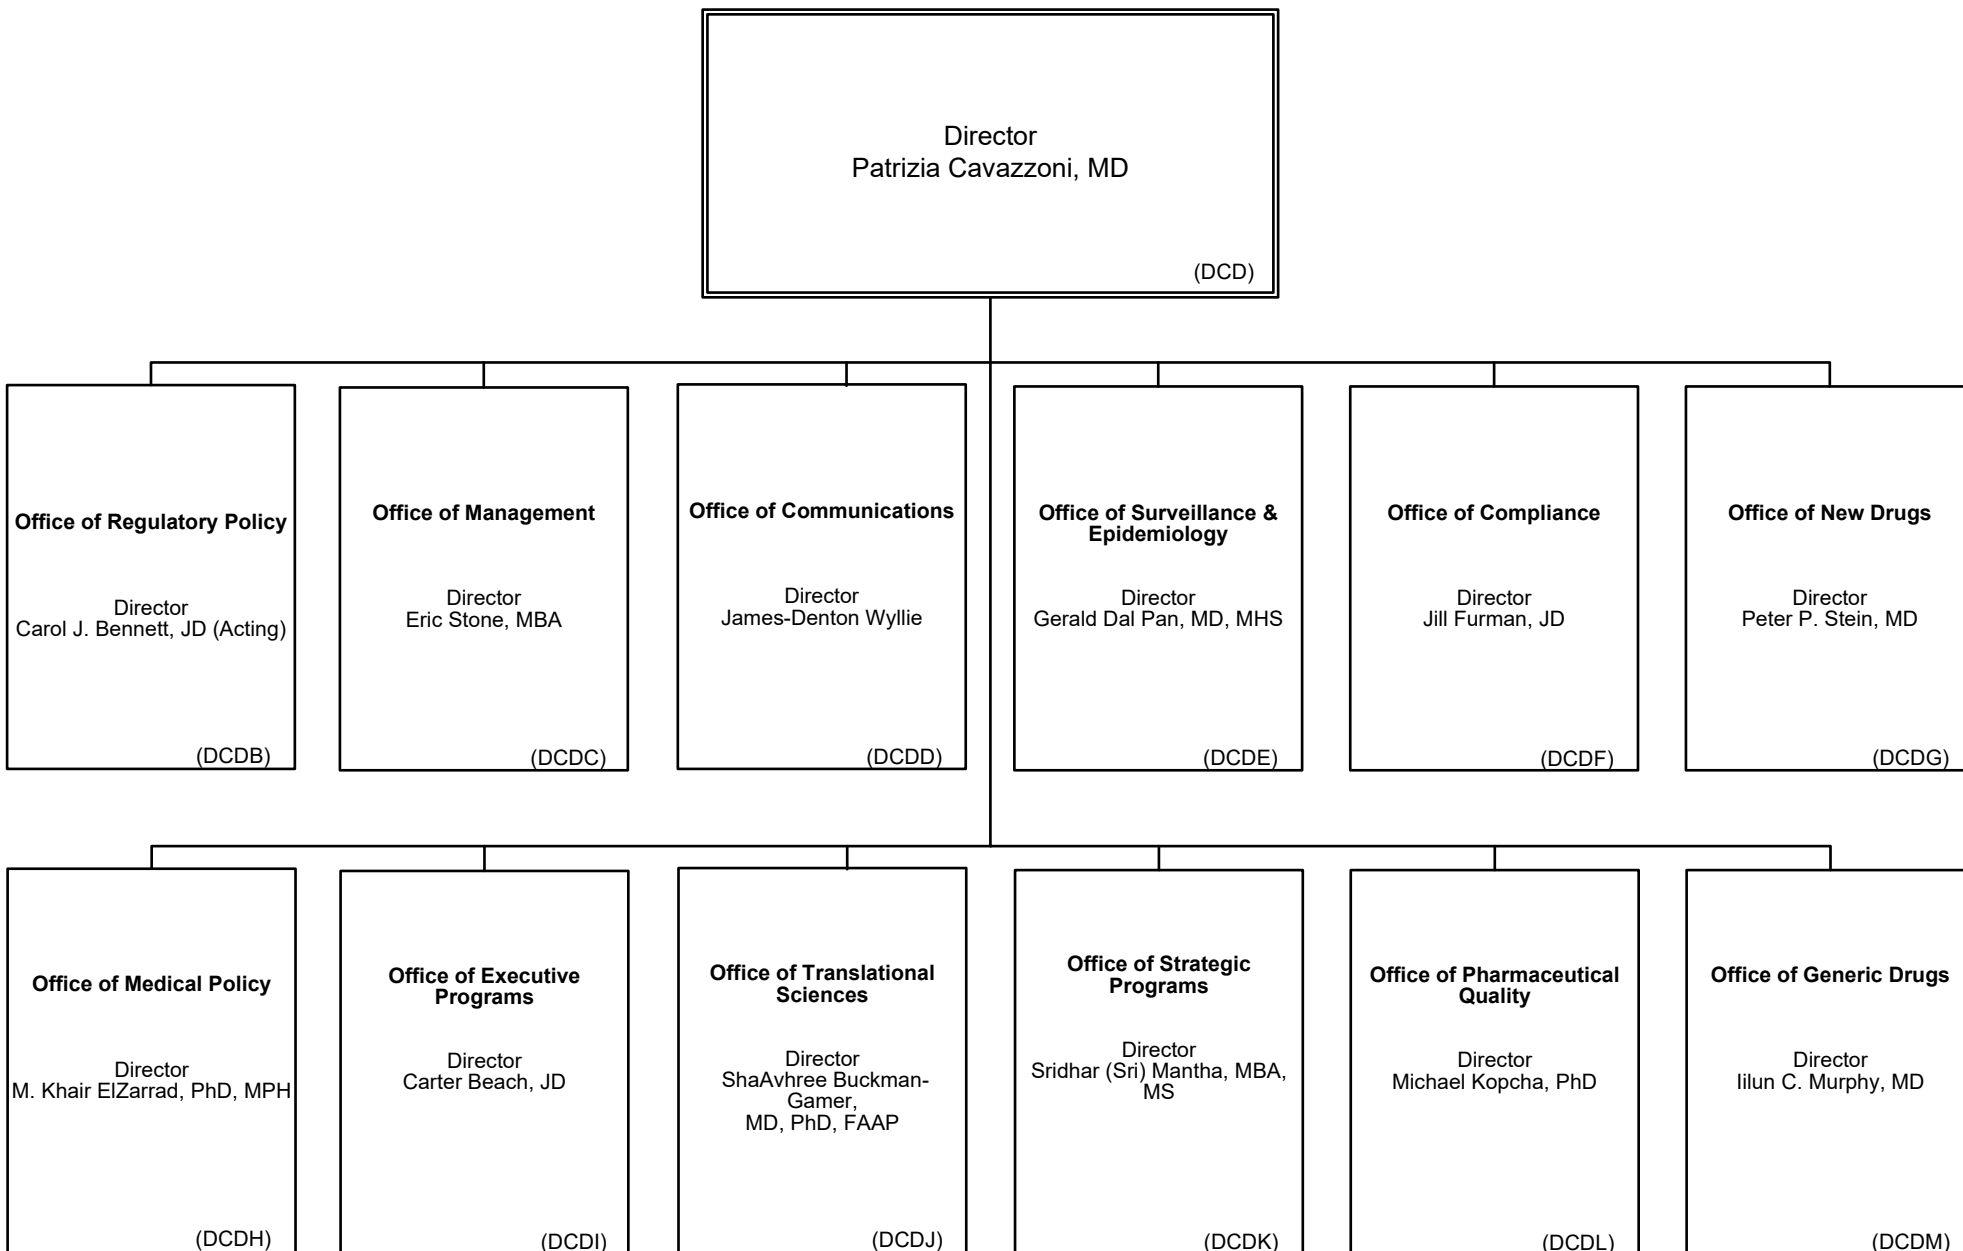 Director
Patrizia Cavazzoni, MD
(DCD)
Office of Regulatory Policy
Director
Carol J. Bennett, JD (Acting)
(DCDB)
Office of Management
Director
Eric Stone, MBA
(DCDC)
Office of Communications
Director
James-Denton Wyllie
(DCDD)
Office of Surveillance &
Epidemiology
Director
Gerald Dal Pan, MD, MHS
(DCDE)
Office of Compliance
Director
Jill Furman, JD
(DCDF)
Office of New Drugs
Director
Peter P. Stein, MD
(DCDG)
Office of Medical Policy
Director
M. Khair ElZarrad, PhD, MPH
(DCDH)
Office of Executive
Programs
Director
Carter Beach, JD
(DCDI)
Office of Translational
Sciences
Director
ShaAvhree Buckman-
Gamer,
MD, PhD, FAAP
(DCDJ)
Office of Strategic
Programs
Director
Sridhar (Sri) Mantha, MBA,
MS
(DCDK)
Office of Pharmaceutical
Quality
Director
Michael Kopcha, PhD
(DCDL)
Office of Generic Drugs
Director
Iilun C. Murphy, MD
(DCDM)